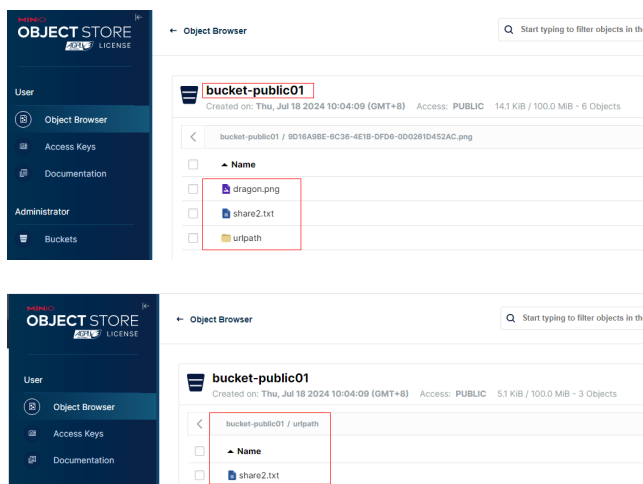 MINIO
OBJECT STORE
AGPLV3 LICENSE
← Object Browser
Start typing to filter objects in the
User
Object Browser
Access Keys
Documentation
Administrator
Buckets
bucket-public01
Created on: Thu, Jul 18 2024 10:04:09 (GMT+8) Access: PUBLIC 14.1 KiB / 100.0 MiB - 6 Objects
bucket-public01 / 9D16A9BE-6C36-4E1B-DFD6-0D0261D452AC.png
Name
dragon.png
share2.txt
urlpath
MINIO
OBJECT STORE
AGPLV3 LICENSE
← Object Browser
Start typing to filter objects in the
User
Object Browser
Access Keys
Documentation
bucket-public01
Created on: Thu, Jul 18 2024 10:04:09 (GMT+8) Access: PUBLIC 5.1 KiB / 100.0 MiB - 3 Objects
bucket-public01 / urlpath
Name
share2.txt